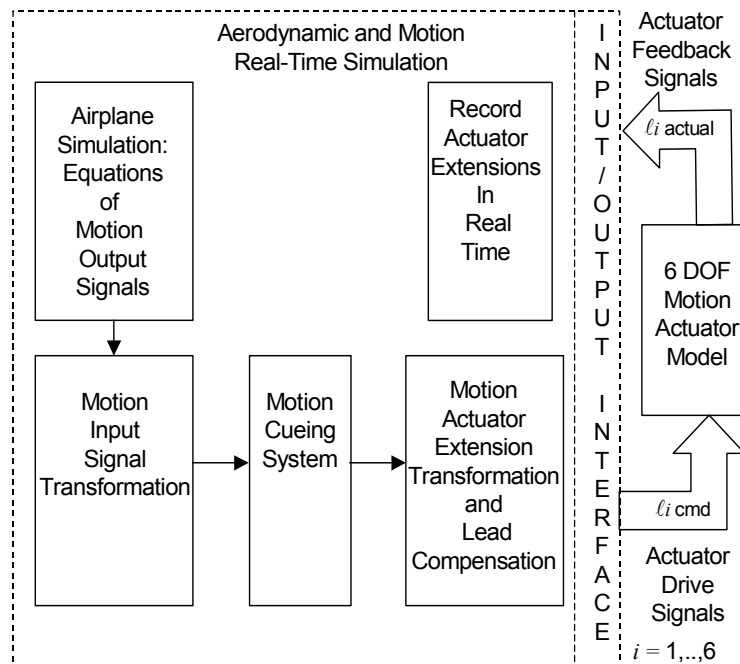 Aerodynamic and Motion
Real-Time Simulation
Airplane
Simulation:
Equations
of
Motion
Output
Signals
Record
Actuator
Extensions
In
Real
Time
Motion
Input
Signal
Transformation
Motion
Cueing
System
Motion
Actuator
Extension
Transformation
and
Lead
Compensation
I
N
P
U
T
/
O
U
T
P
U
T
I
N
T
E
R
F
A
C
E
Actuator
Feedback
Signals
ℓi actual
6 DOF
Motion
Actuator
Model
ℓi cmd
Actuator
Drive
Signals
i = 1,..,6